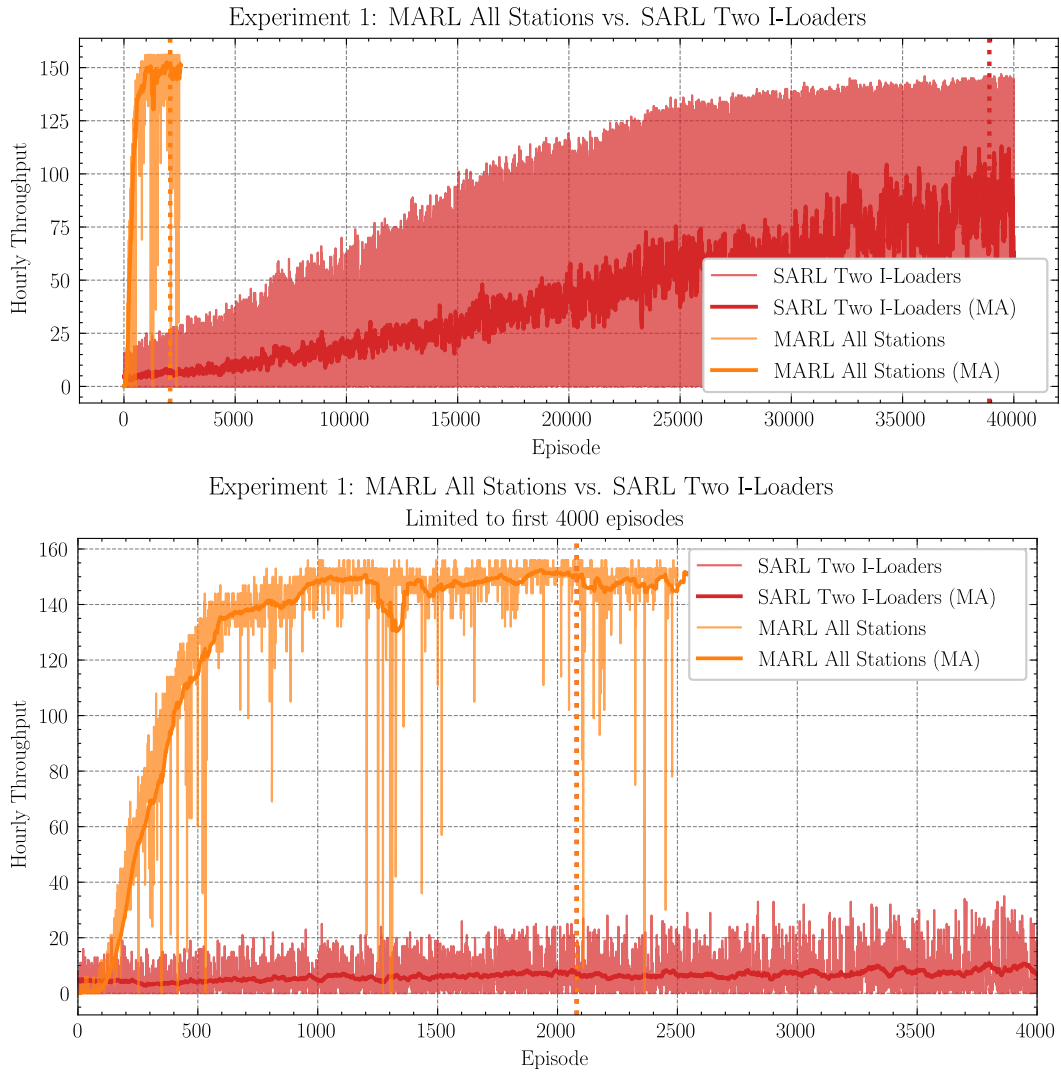 Experiment 1: MARL All Stations vs. SARL Two I-Loaders
150
125
100
75
50
25
0
Hourly Throughput
SARL Two I-Loaders
SARL Two I-Loaders (MA)
MARL All Stations
MARL All Stations (MA)
0 5000 10000 15000 20000 25000 30000 35000 40000
Episode
Experiment 1: MARL All Stations vs. SARL Two I-Loaders
Limited to first 4000 episodes
160
140
120
100
80
60
40
20
0
Hourly Throughput
SARL Two I-Loaders
SARL Two I-Loaders (MA)
MARL All Stations
MARL All Stations (MA)
0 500 1000 1500 2000 2500 3000 3500 4000
Episode